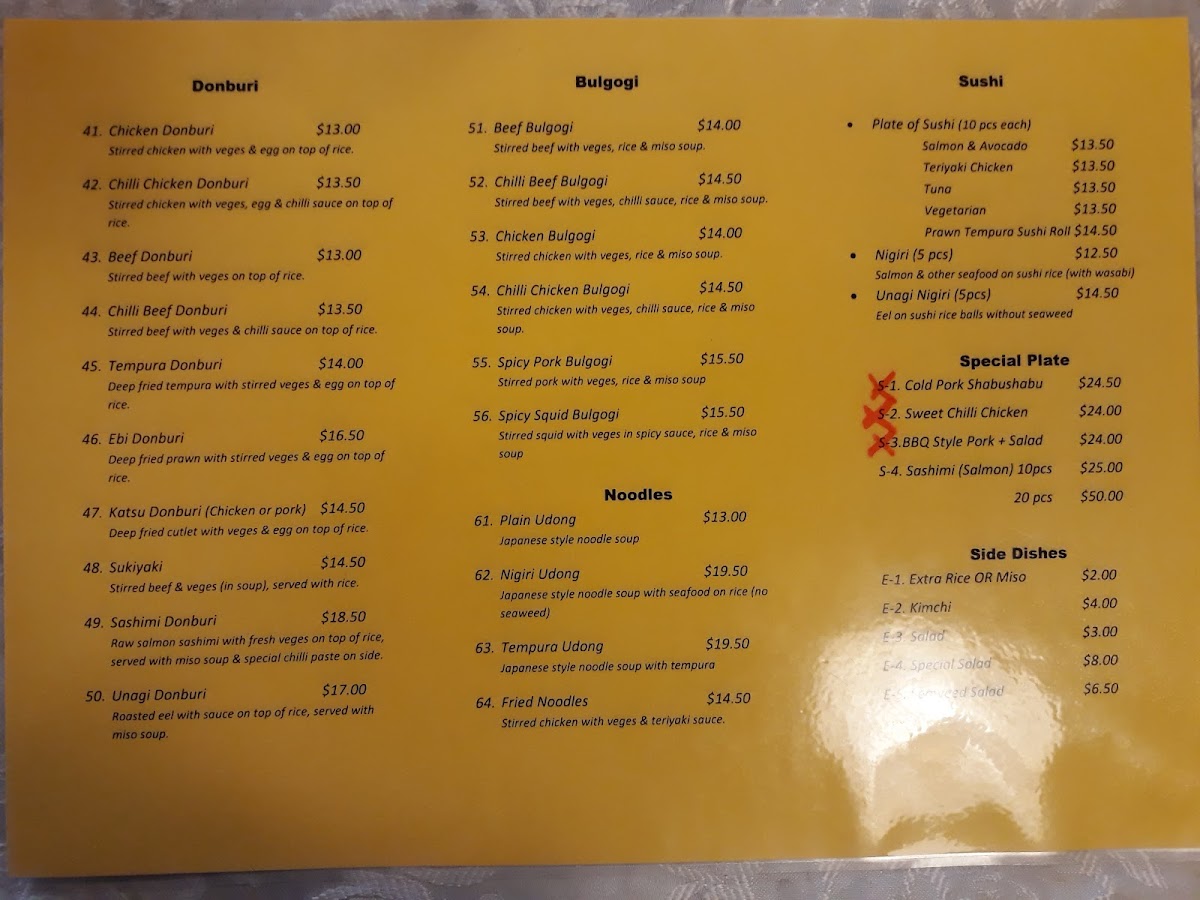 Donburi
41. Chicken Donburi $13.00
Stirred chicken with veges & egg on top of rice.
42. Chilli Chicken Donburi $13.50
Stirred chicken with veges, egg & chilli sauce on top of
rice.
43. Beef Donburi $13.00
Stirred beef with veges on top of rice.
44. Chilli Beef Donburi $13.50
Stirred beef with veges & chilli sauce on top of rice.
45. Tempura Donburi $14.00
Deep fried tempura with stirred veges & egg on top of
rice.
46. Ebi Donburi $16.50
Deep fried prawn with stirred veges & egg on top of
rice.
47. Katsu Donburi (Chicken or pork) $14.50
Deep fried cutlet with veges & egg on top of rice.
48. Sukiyaki $14.50
Stirred beef & veges (in soup), served with rice.
49. Sashimi Donburi $18.50
Raw salmon sashimi with fresh veges on top of rice,
served with miso soup & special chilli paste on side.
50. Unagi Donburi $17.00
Roasted eel with sauce on top of rice, served with
miso soup.
Bulgogi
51. Beef Bulgogi $14.00
Stirred beef with veges, rice & miso soup.
52. Chilli Beef Bulgogi $14.50
Stirred beef with veges, chilli sauce, rice & miso soup.
53. Chicken Bulgogi $14.00
Stirred chicken with veges, rice & miso soup.
54. Chilli Chicken Bulgogi $14.50
Stirred chicken with veges, chilli sauce, rice & miso
soup.
55. Spicy Pork Bulgogi $15.50
Stirred pork with veges, rice & miso soup
56. Spicy Squid Bulgogi $15.50
Stirred squid with veges in spicy sauce, rice & miso
soup
Noodles
61. Plain Udong $13.00
Japanese style noodle soup
62. Nigiri Udong $19.50
Japanese style noodle soup with seafood on rice (no
seaweed)
63. Tempura Udong $19.50
Japanese style noodle soup with tempura
64. Fried Noodles $14.50
Stirred chicken with veges & teriyaki sauce.
Sushi
• Plate of Sushi (10 pcs each)
Salmon & Avocado $13.50
Teriyaki Chicken $13.50
Tuna $13.50
Vegetarian $13.50
Prawn Tempura Sushi Roll $14.50
• Nigiri (5 pcs) $12.50
Salmon & other seafood on sushi rice (with wasabi)
• Unagi Nigiri (5pcs) $14.50
Eel on sushi rice balls without seaweed
Special Plate
S-1. Cold Pork Shabushabu $24.50
S-2. Sweet Chilli Chicken $24.00
S-3.BBQ Style Pork + Salad $24.00
S-4. Sashimi (Salmon) 10pcs $25.00
20 pcs $50.00
Side Dishes
E-1. Extra Rice OR Miso $2.00
E-2. Kimchi $4.00
E-3. Salad $3.00
E-4. Special Salad $8.00
E-5. Salad $6.50